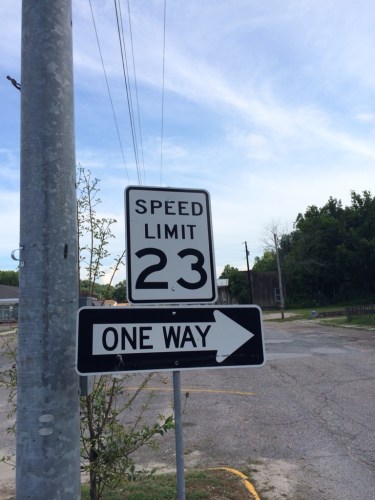 SPEED
LIMIT
23
ONE WAY